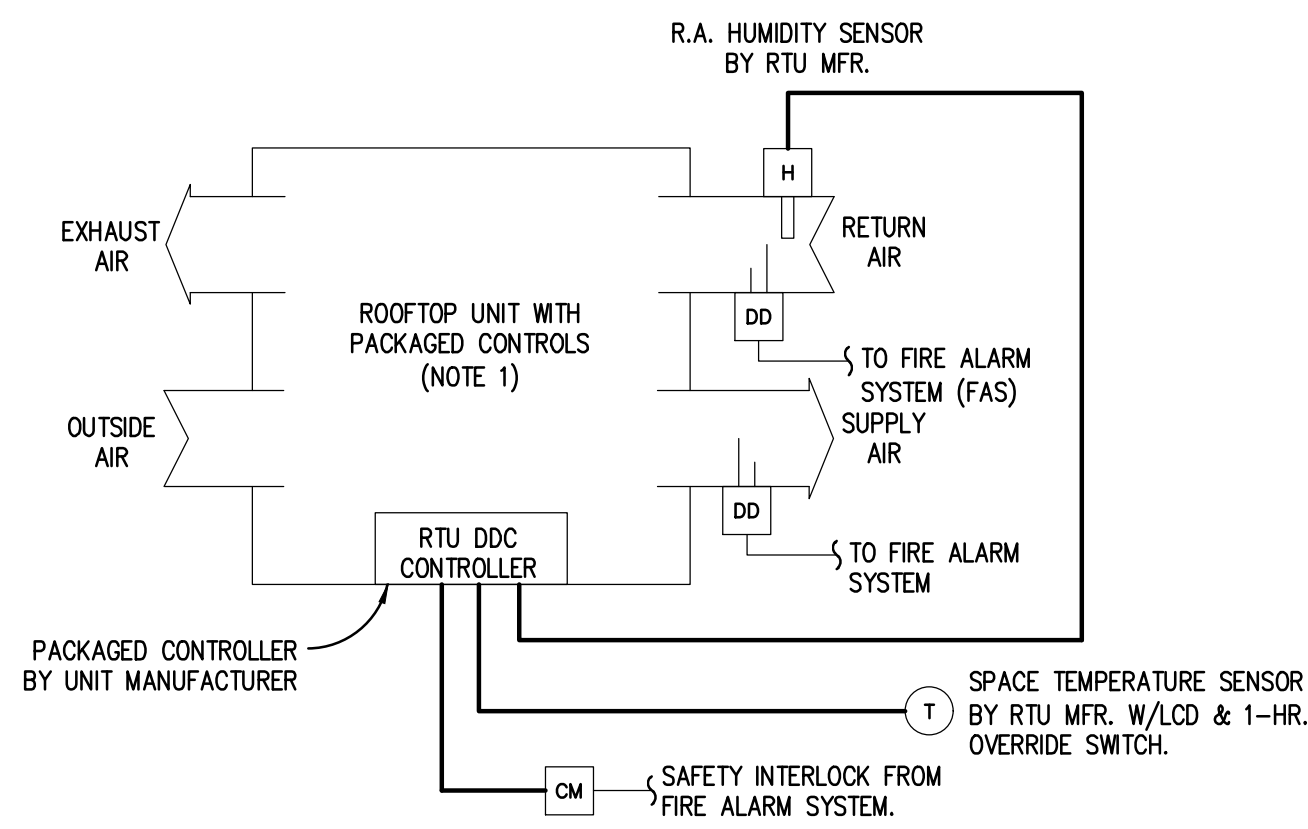 R.A. HUMIDITY SENSOR
BY RTU MFR.
H
EXHAUST
AIR
RETURN
AIR
ROOFTOP UNIT WITH
PACKAGED CONTROLS
(NOTE 1)
DD
TO FIRE ALARM
SYSTEM (FAS)
OUTSIDE
AIR
SUPPLY
AIR
DD
TO FIRE ALARM
SYSTEM
RTU DDC
CONTROLLER
PACKAGED CONTROLLER
BY UNIT MANUFACTURER
T
SPACE TEMPERATURE SENSOR
BY RTU MFR. W/LCD & 1-HR.
OVERRIDE SWITCH.
CM
SAFETY INTERLOCK FROM
FIRE ALARM SYSTEM.